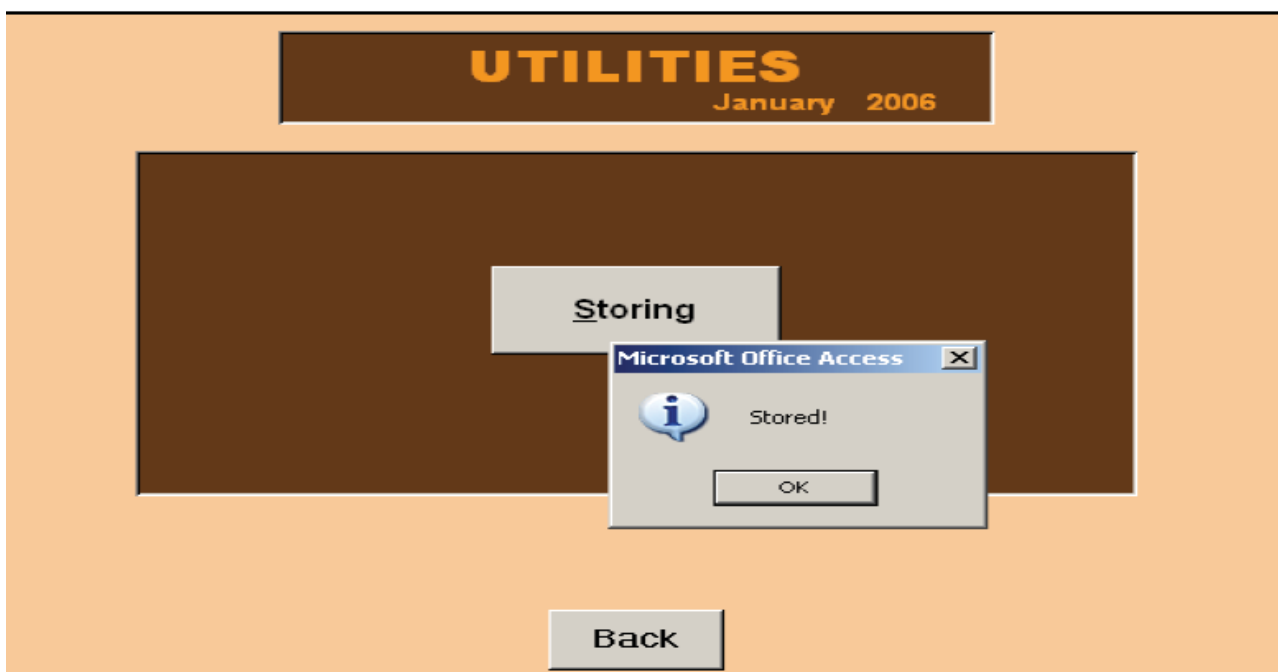 UTILITIES
January 2006
Storing
Microsoft Office Access
Stored!
OK
Back